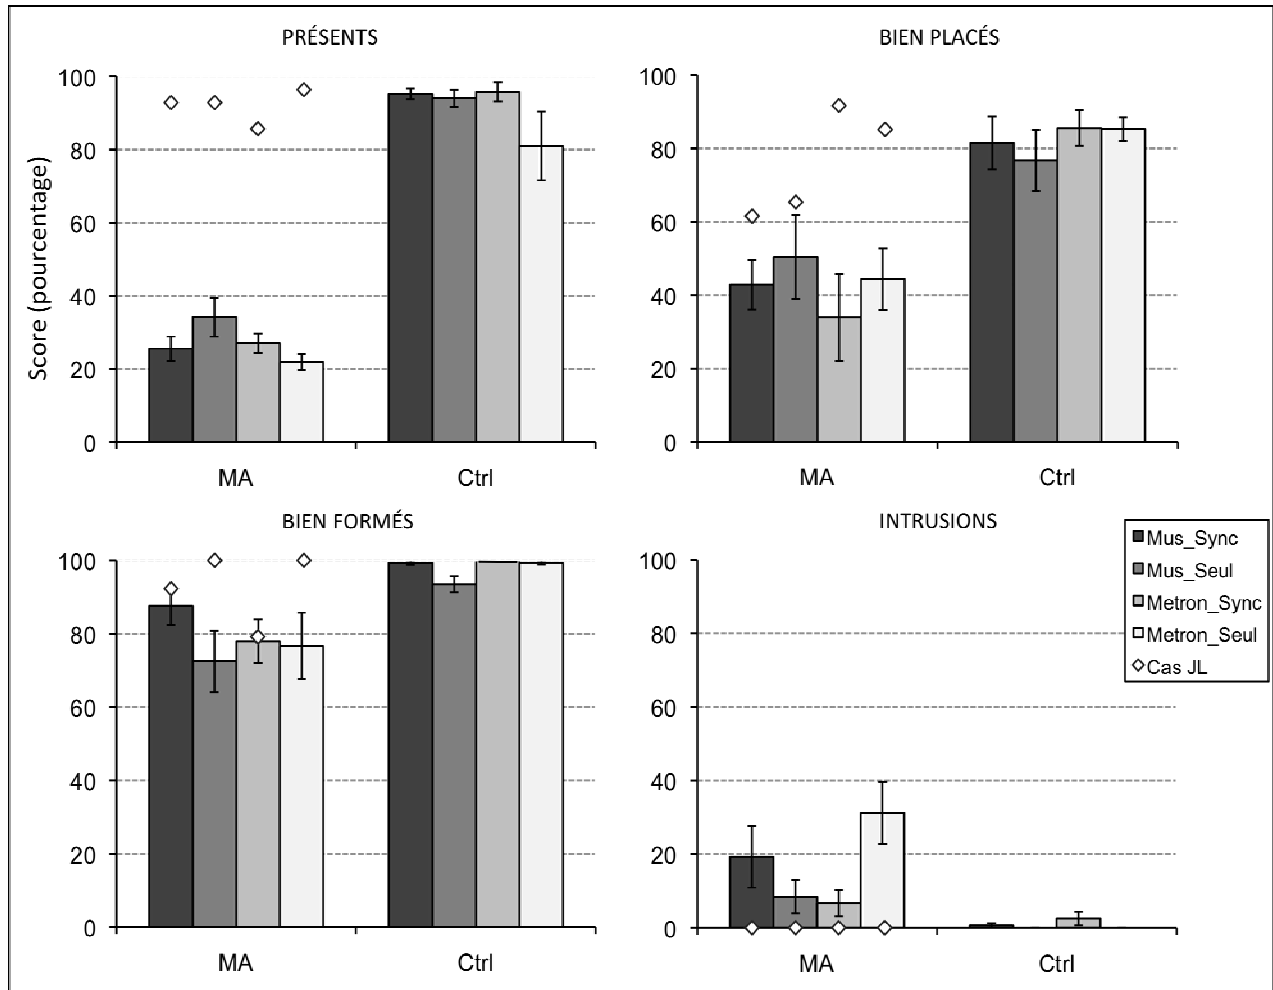 PRÉSENTS
BIEN PLACÉS
Score (pourcentage)
100
80
60
40
20
0
MA
Ctrl
100
80
60
40
20
0
MA
Ctrl
BIEN FORMÉS
INTRUSIONS
100
80
60
40
20
0
MA
Ctrl
100
80
60
40
20
0
MA
Ctrl
Mus_Sync
Mus_Seul
Metron_Sync
Metron_Seul
Cas JL